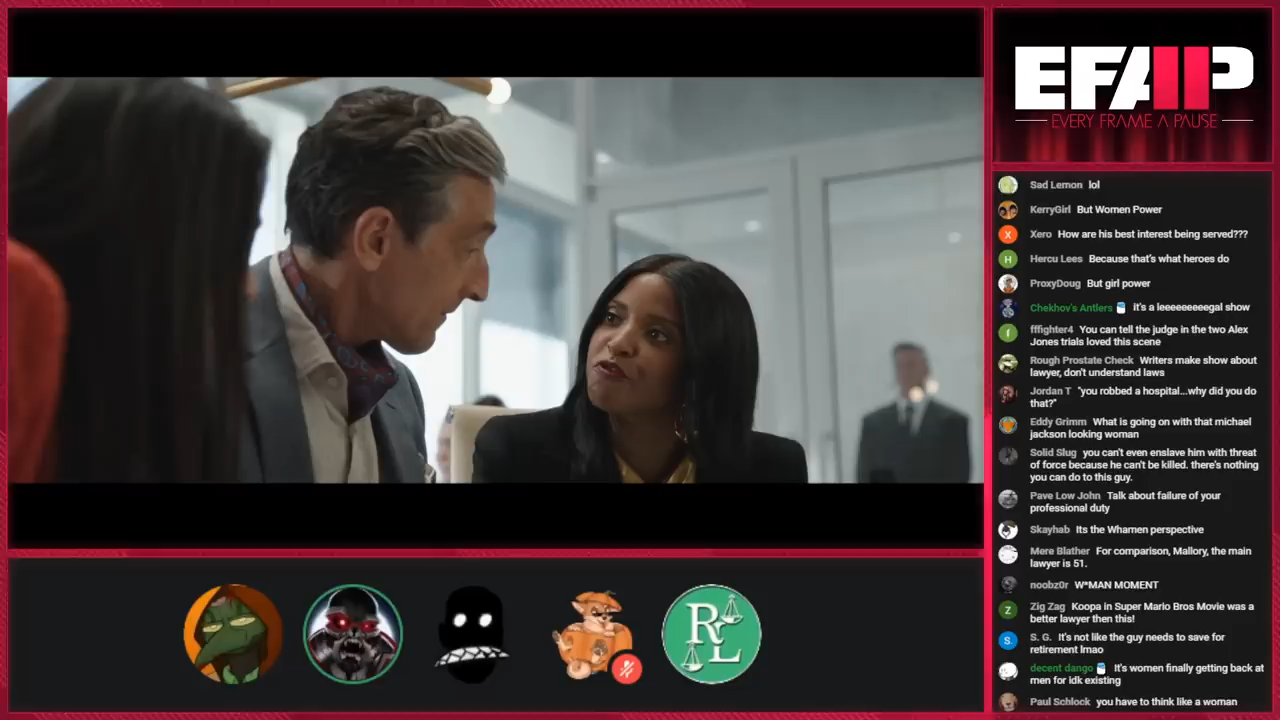 EFAP
EVERY FRAME A PAUSE
Sad Lemon lol
KerryGirl But Women Power
X
Xero How are his best interest being served???
H
Hercu Lees Because that's what heroes do
ProxyDoug But girl power
Chekhov's Antlers it's a leeeeeeeegal show
f
fffighter4 You can tell the judge in the two Alex
Jones trials loved this scene
Rough Prostate Check Writers make show about
lawyer, don't understand laws
Jordan T "you robbed a hospital...why did you do
that?"
Eddy Grimm What is going on with that michael
jackson looking woman
Solid Slug you can't even enslave him with threat
of force because he can't be killed. there's nothing
you can do to this guy.
Pave Low John Talk about failure of your
professional duty
Skayhab Its the Whamen perspective
Mere Blather For comparison, Mallory, the main
lawyer is 51.
noobz0r W*MAN MOMENT
Z
Zig Zag Koopa in Super Mario Bros Movie was a
better lawyer then this!
S.
S. G. It's not like the guy needs to save for
retirement lmao
decent dango It's women finally getting back at
men for idk existing
Paul Schlock you have to think like a woman
RL